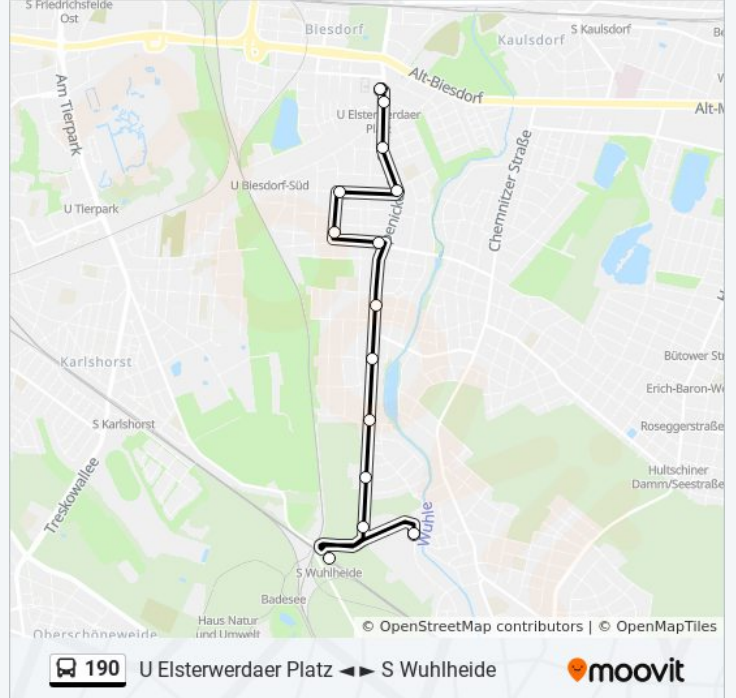 S Friedrichsfelde
Ost
Biesdorf
S Kaulsdorf
Kaulsdorf
Am Tierpark
Alt-Biesdorf
U Elsterwerdaer
U Biesdorf-Süd
U Tierpark
Chemnitzer Straße
Karlshorst
Bütower Str
Erich-Baron-We
S Karlshorst
Roseggerstraße
Hultschiner
Damm/Seestraße
Treskowallee
Wuhle
S Wuhlheide
Badesee
Haus Natur
und Umwelt
Oberschöneweide
© OpenStreetMap contributors | © OpenMapTiles
190 U Elsterwerdaer Platz ◄► S Wuhlheide
moovit